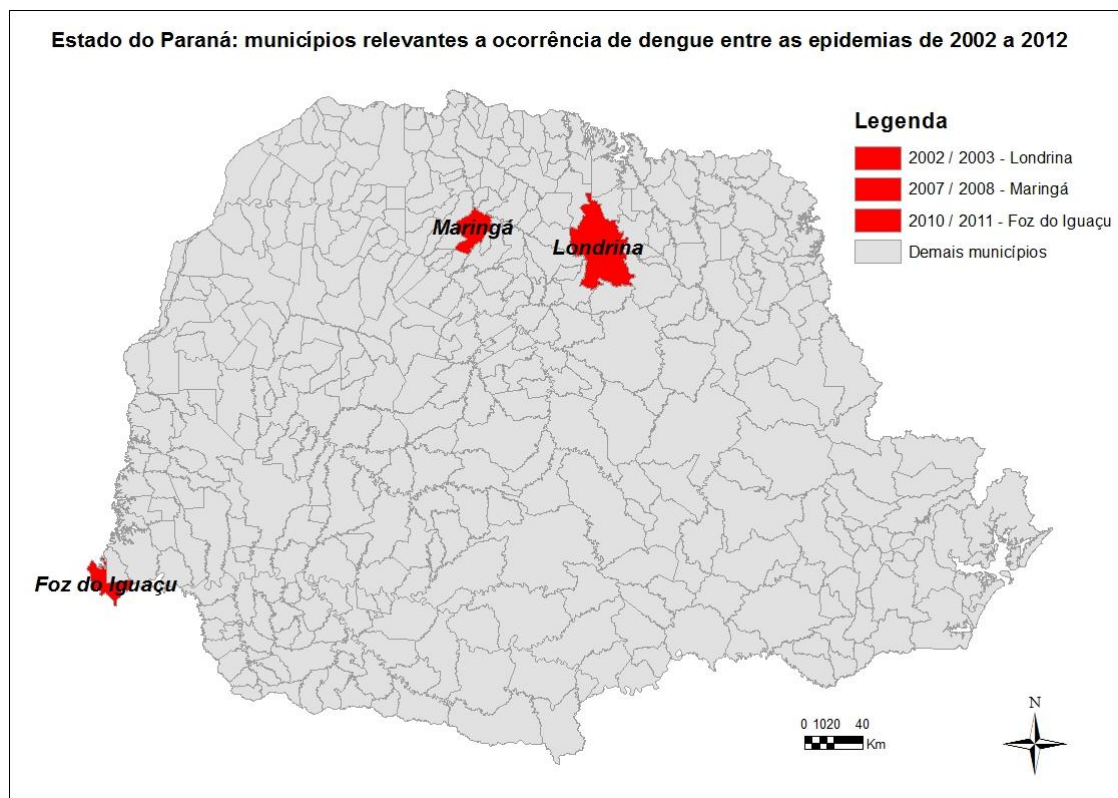 Estado do Paraná: municípios relevantes a ocorrência de dengue entre as epidemias de 2002 a 2012
Legenda
2002 / 2003 - Londrina
2007 / 2008 - Maringá
2010 / 2011 - Foz do Iguaçu
Demais municípios
Maringá
Londrina
Foz do Iguaçu
N
0 1020 40
Km